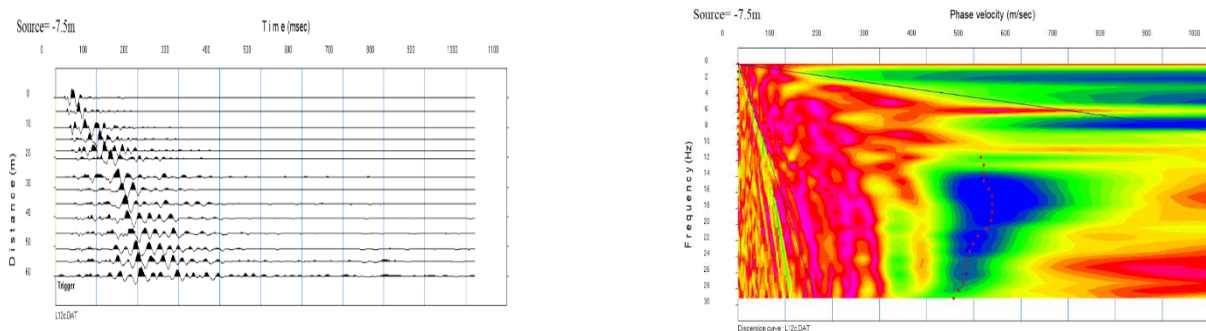 Source= -7.5m
T i m e (msec)
0 100 200 300 400 500 600 700 800 900 1000 1100
D i s t a n c e (m)
0
10
20
30
40
50
60
Trigger
L12c.DAT
Source= -7.5m
Phase velocity (m/sec)
0 100 200 300 400 500 600 700 800 900 1000
F r e q u e n c y (Hz)
0
2
4
6
8
10
12
14
16
18
20
22
24
26
28
30
Dispersion curve : L12c.DAT